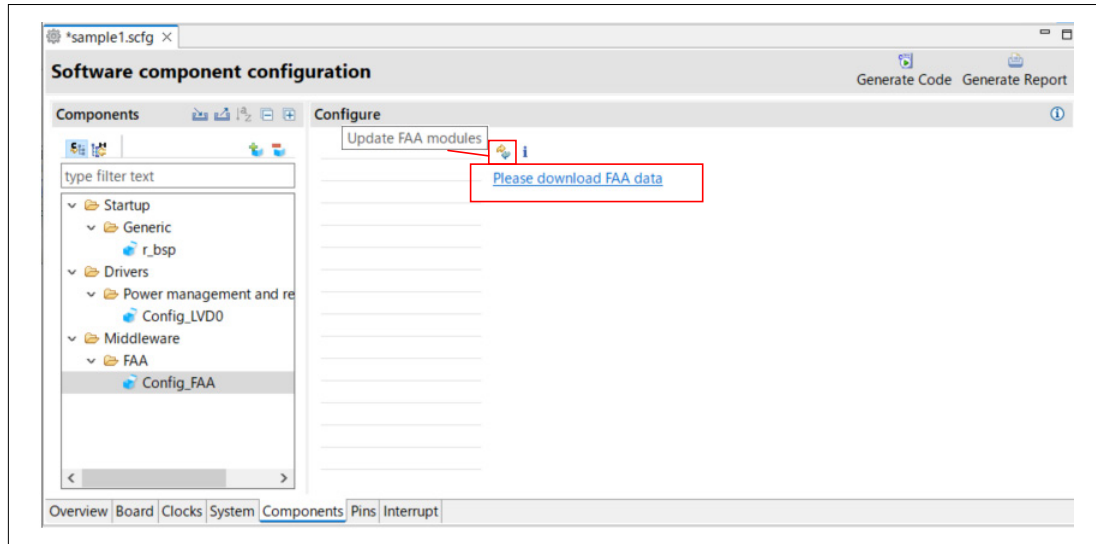 *sample1.scfg
Software component configuration
Generate Code Generate Report
Components
Configure
Update FAA modules
i
Please download FAA data
type filter text
Startup
Generic
r_bsp
Drivers
Power management and re
Config_LVD0
Middleware
FAA
Config_FAA
Overview Board Clocks System Components Pins Interrupt